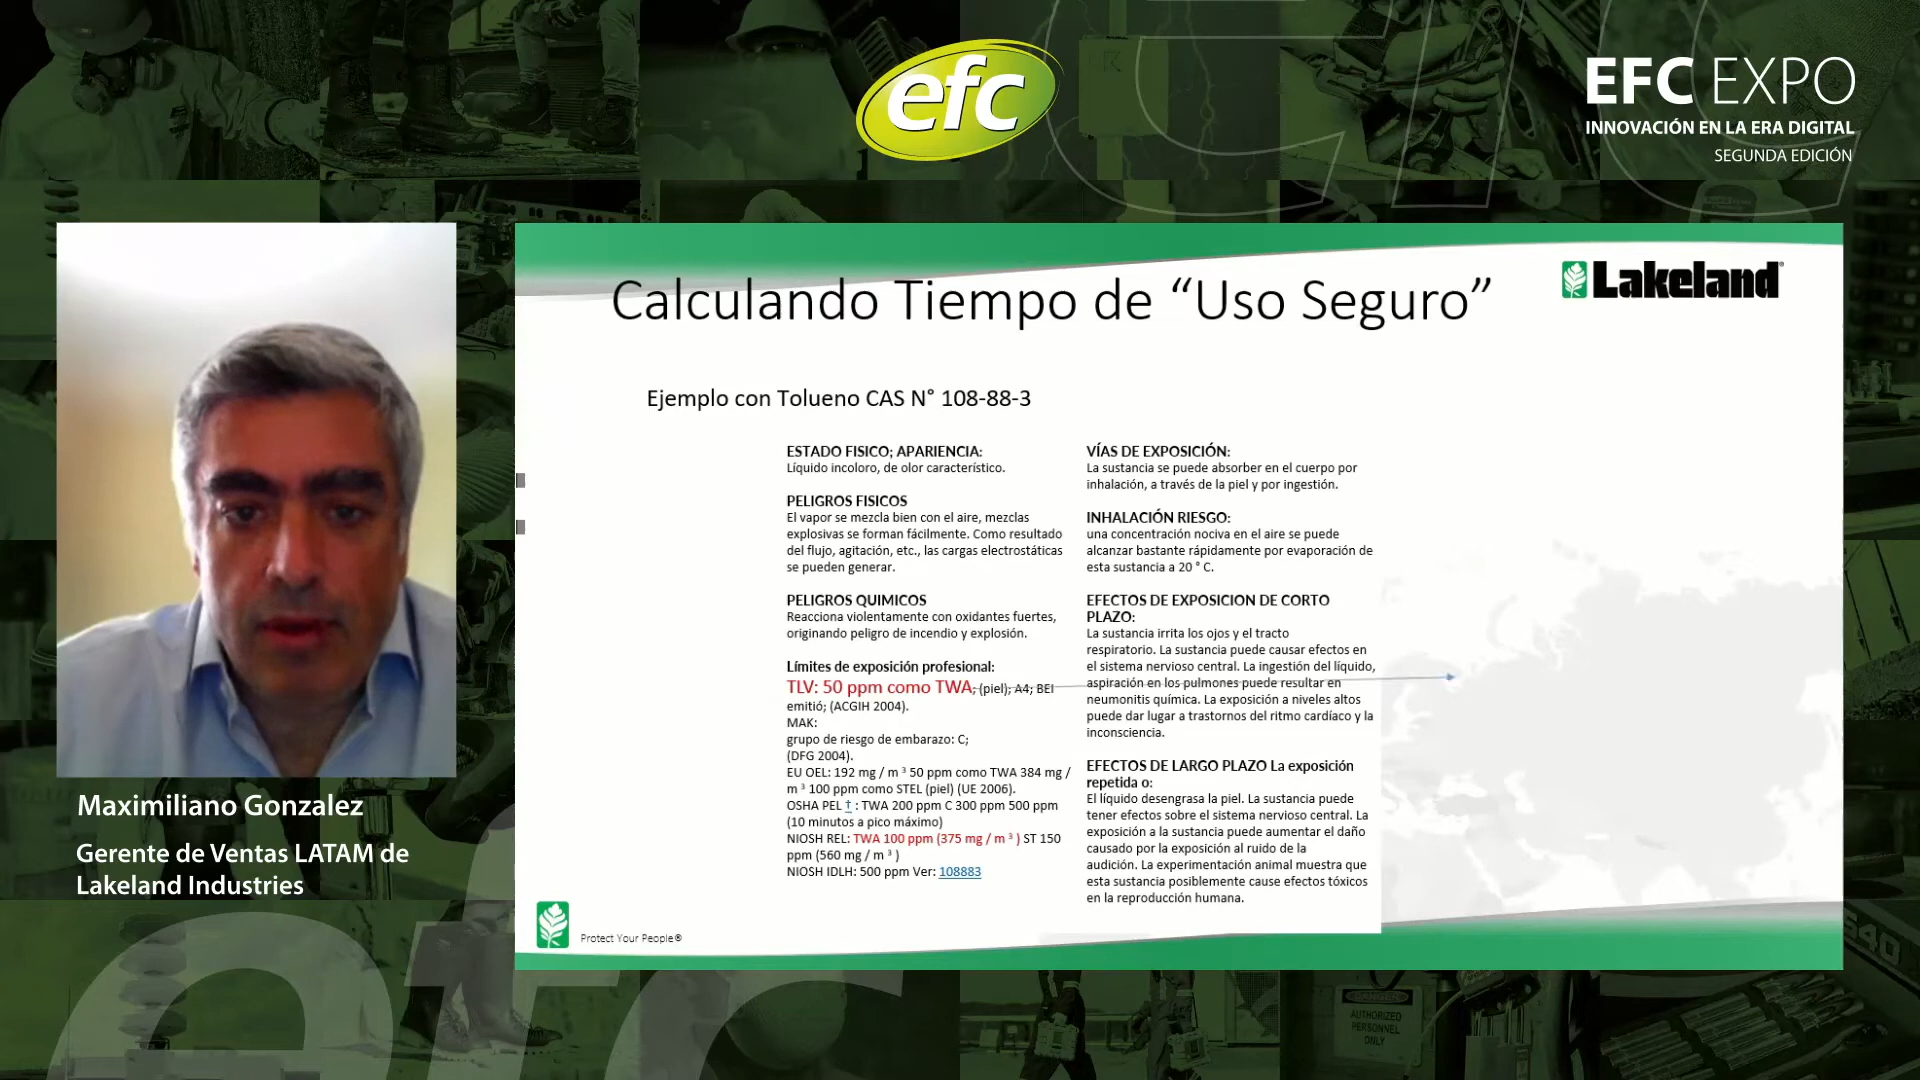 efc
EFC EXPO
INNOVACIÓN EN LA ERA DIGITAL
SEGUNDA EDICIÓN
Lakeland
Calculando Tiempo de “Uso Seguro”
Ejemplo con Tolueno CAS N° 108-88-3
ESTADO FISICO; APARIENCIA:
Líquido incoloro, de olor característico.
PELIGROS FISICOS
El vapor se mezcla bien con el aire, mezclas
explosivas se forman fácilmente. Como resultado
del flujo, agitación, etc., las cargas electrostáticas
se pueden generar.
PELIGROS QUIMICOS
Reacciona violentamente con oxidantes fuertes,
originando peligro de incendio y explosión.
Límites de exposición profesional:
TLV: 50 ppm como TWA; (piel); A4; BEI
emitió; (ACGIH 2004).
MAK:
grupo de riesgo de embarazo: C;
(DFG 2004).
EU OEL: 192 mg / m ³ 50 ppm como TWA 384 mg /
m ³ 100 ppm como STEL (piel) (UE 2006).
OSHA PEL † : TWA 200 ppm C 300 ppm 500 ppm
(10 minutos a pico máximo)
NIOSH REL: TWA 100 ppm (375 mg / m ³ ) ST 150
ppm (560 mg / m ³ )
NIOSH IDLH: 500 ppm Ver: 108883
VÍAS DE EXPOSICIÓN:
La sustancia se puede absorber en el cuerpo por
inhalación, a través de la piel y por ingestión.
INHALACIÓN RIESGO:
una concentración nociva en el aire se puede
alcanzar bastante rápidamente por evaporación de
esta sustancia a 20 ° C.
EFECTOS DE EXPOSICION DE CORTO
PLAZO:
La sustancia irrita los ojos y el tracto
respiratorio. La sustancia puede causar efectos en
el sistema nervioso central. La ingestión del líquido,
aspiración en los pulmones puede resultar en
neumonitis química. La exposición a niveles altos
puede dar lugar a trastornos del ritmo cardíaco y la
inconsciencia.
EFECTOS DE LARGO PLAZO La exposición
repetida o:
El líquido desengrasa la piel. La sustancia puede
tener efectos sobre el sistema nervioso central. La
exposición a la sustancia puede aumentar el daño
causado por la exposición al ruido de la
audición. La experimentación animal muestra que
esta sustancia posiblemente cause efectos tóxicos
en la reproducción humana.
Protect Your People®
Maximiliano Gonzalez
Gerente de Ventas LATAM de
Lakeland Industries
DANGER
AUTHORIZED
PERSONNEL
ONLY
540